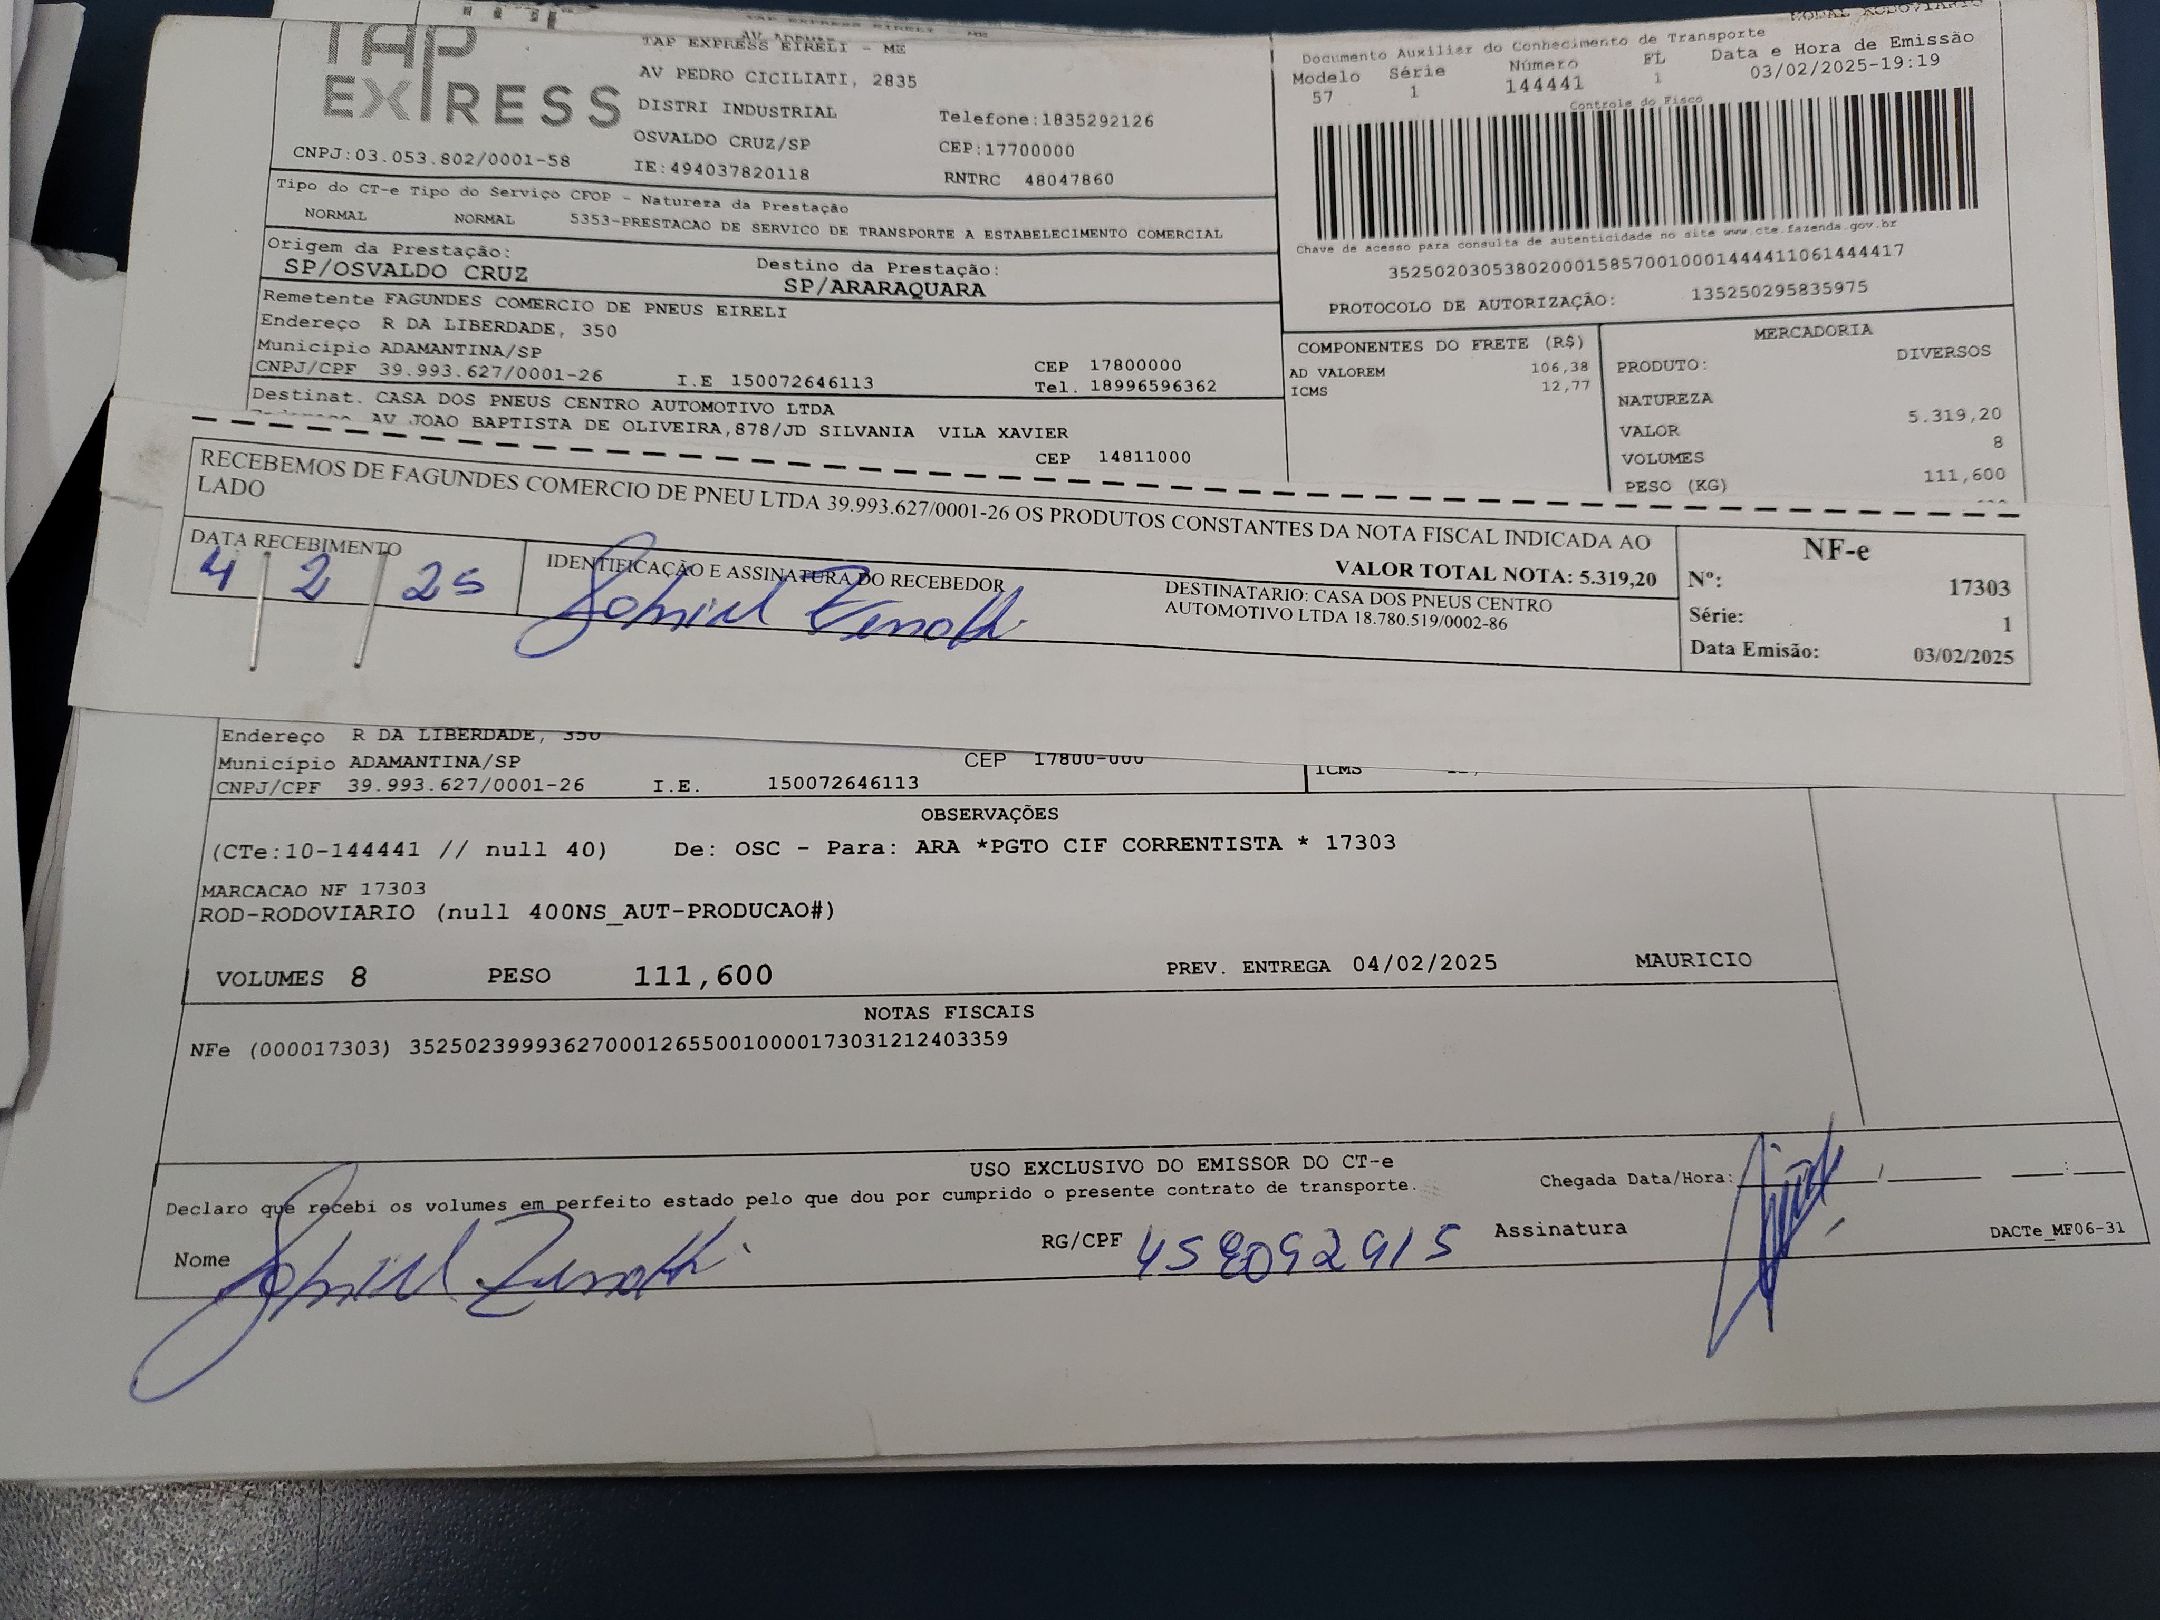 TAP
EXPRESS
TAP EXPRESS EIRELI - ME
AV PEDRO CICILIATI, 2835
DISTRI INDUSTRIAL
Telefone:1835292126
OSVALDO CRUZ/SP
CEP:17700000
CNPJ:03.053.802/0001-58
IE:494037820118
RNTRC 48047860
Tipo do CT-e Tipo do Serviço CFOP - Natureza da Prestação
NORMAL NORMAL 5353-PRESTACAO DE SERVICO DE TRANSPORTE A ESTABELECIMENTO COMERCIAL
Origem da Prestação:
SP/OSVALDO CRUZ
Destino da Prestação:
SP/ARARAQUARA
Remetente FAGUNDES COMERCIO DE PNEUS EIRELI
Endereço R DA LIBERDADE, 350
Município ADAMANTINA/SP
CEP 17800000
CNPJ/CPF 39.993.627/0001-26 I.E 150072646113 Tel. 18996596362
Destinat. CASA DOS PNEUS CENTRO AUTOMOTIVO LTDA
AV JOAO BAPTISTA DE OLIVEIRA,878/JD SILVANIA VILA XAVIER
CEP 14811000
MODAL RODOVIARIO
Documento Auxiliar do Conhecimento de Transporte
Modelo Série Número FL Data e Hora de Emissão
57 1 144441 1 03/02/2025-19:19
Controle do Fisco
Chave de acesso para consulta de autenticidade no site www.cte.fazenda.gov.br
35250203053802000158570010001444411061444417
PROTOCOLO DE AUTORIZAÇÃO: 135250295835975
COMPONENTES DO FRETE (R$)
AD VALOREM 106,38
ICMS 12,77
MERCADORIA
PRODUTO: DIVERSOS
NATUREZA
VALOR 5.319,20
VOLUMES 8
PESO (KG) 111,600
RECEBEMOS DE FAGUNDES COMERCIO DE PNEU LTDA 39.993.627/0001-26 OS PRODUTOS CONSTANTES DA NOTA FISCAL INDICADA AO
LADO
VALOR TOTAL NOTA: 5.319,20
DATA RECEBIMENTO
4 / 2 / 25
IDENTIFICAÇÃO E ASSINATURA DO RECEBEDOR
DESTINATARIO: CASA DOS PNEUS CENTRO
AUTOMOTIVO LTDA 18.780.519/0002-86
NF-e
Nº: 17303
Série: 1
Data Emisão: 03/02/2025
Endereço R DA LIBERDADE, 350
Município ADAMANTINA/SP CEP 17800-000
CNPJ/CPF 39.993.627/0001-26 I.E. 150072646113
ICMS
OBSERVAÇÕES
(CTe:10-144441 // null 40) De: OSC - Para: ARA *PGTO CIF CORRENTISTA * 17303
MARCACAO NF 17303
ROD-RODOVIARIO (null 400NS_AUT-PRODUCAO#)
VOLUMES 8 PESO 111,600 PREV. ENTREGA 04/02/2025 MAURICIO
NOTAS FISCAIS
NFe (000017303) 35250239993627000126550010000173031212403359
USO EXCLUSIVO DO EMISSOR DO CT-e
Declaro que recebi os volumes em perfeito estado pelo que dou por cumprido o presente contrato de transporte.
Chegada Data/Hora:
Nome
RG/CPF
Assinatura
DACTe_MF06-31